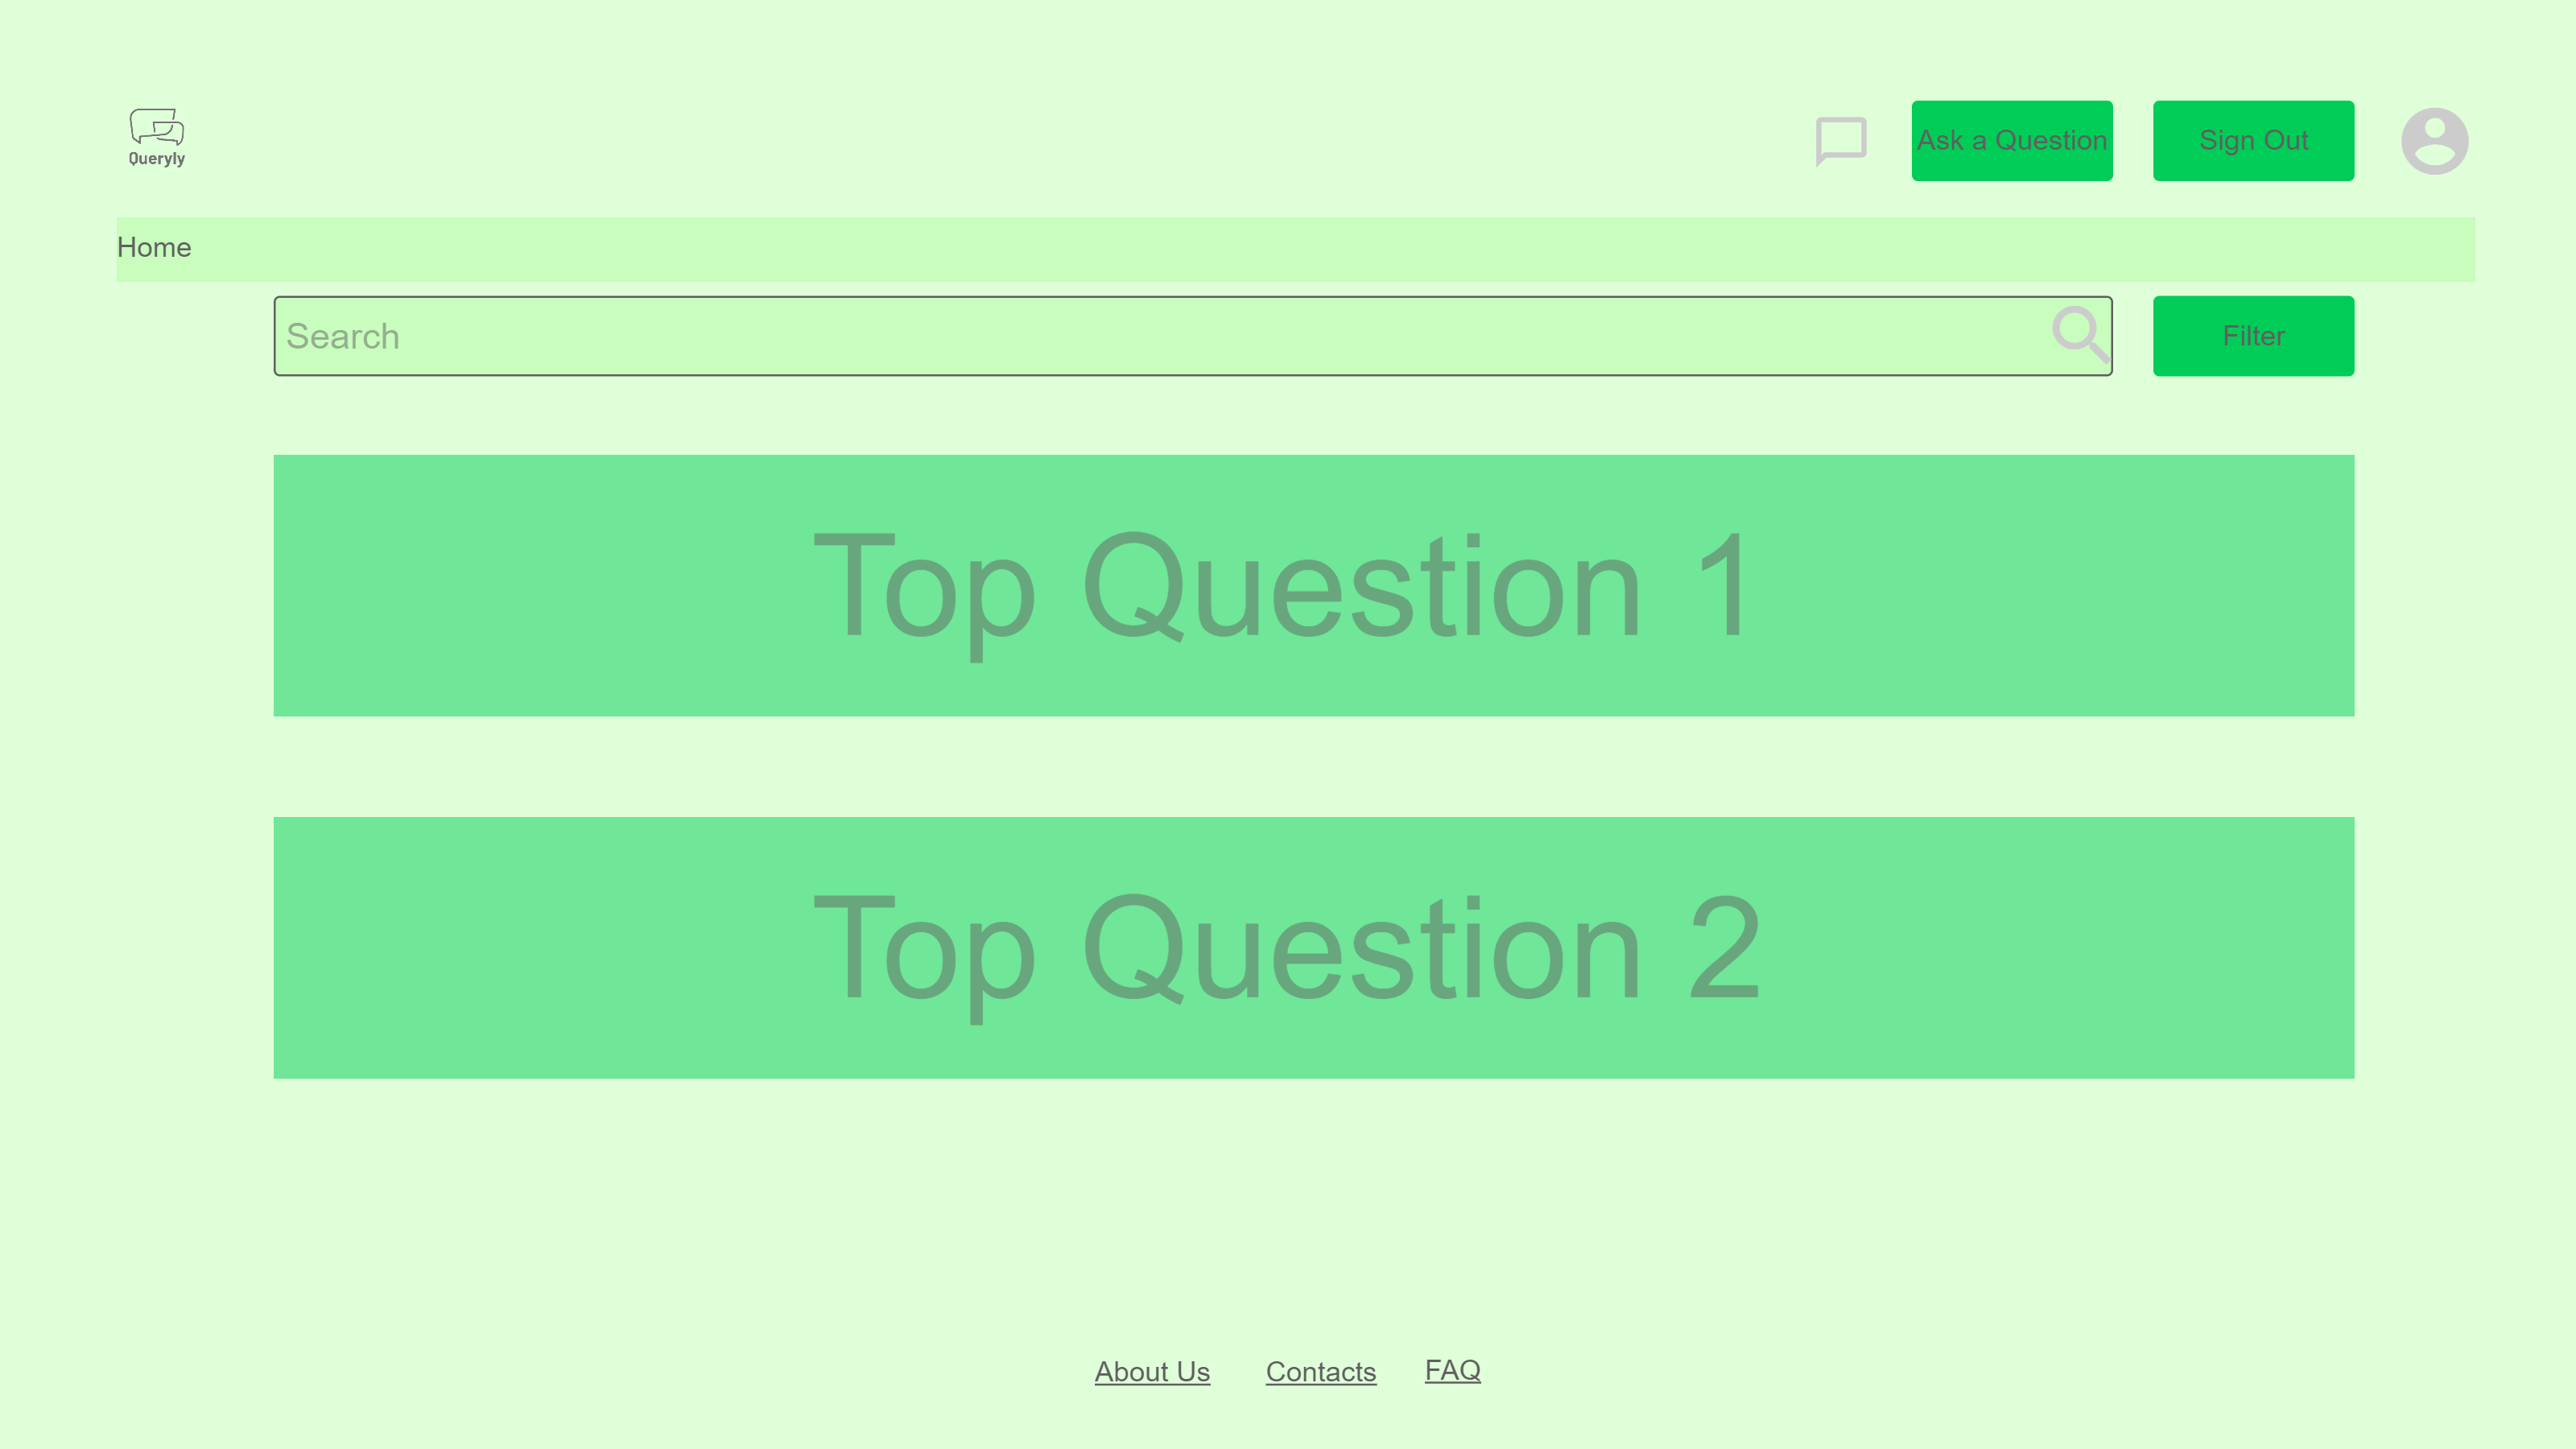 Queryly
Ask a Question
Sign Out
Home
Search
Filter
Top Question 1
Top Question 2
About Us
Contacts
FAQ